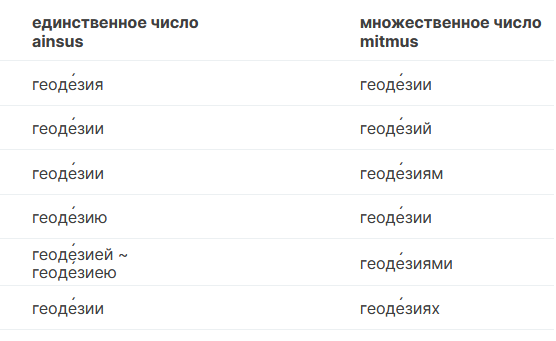 единственное число множественное число
ainsus mitmus
геоде́зия геоде́зии
геоде́зии геоде́зий
геоде́зии геоде́зиям
геоде́зию геоде́зии
геоде́зией ~
геоде́зиею геоде́зиями
геоде́зии геоде́зиях